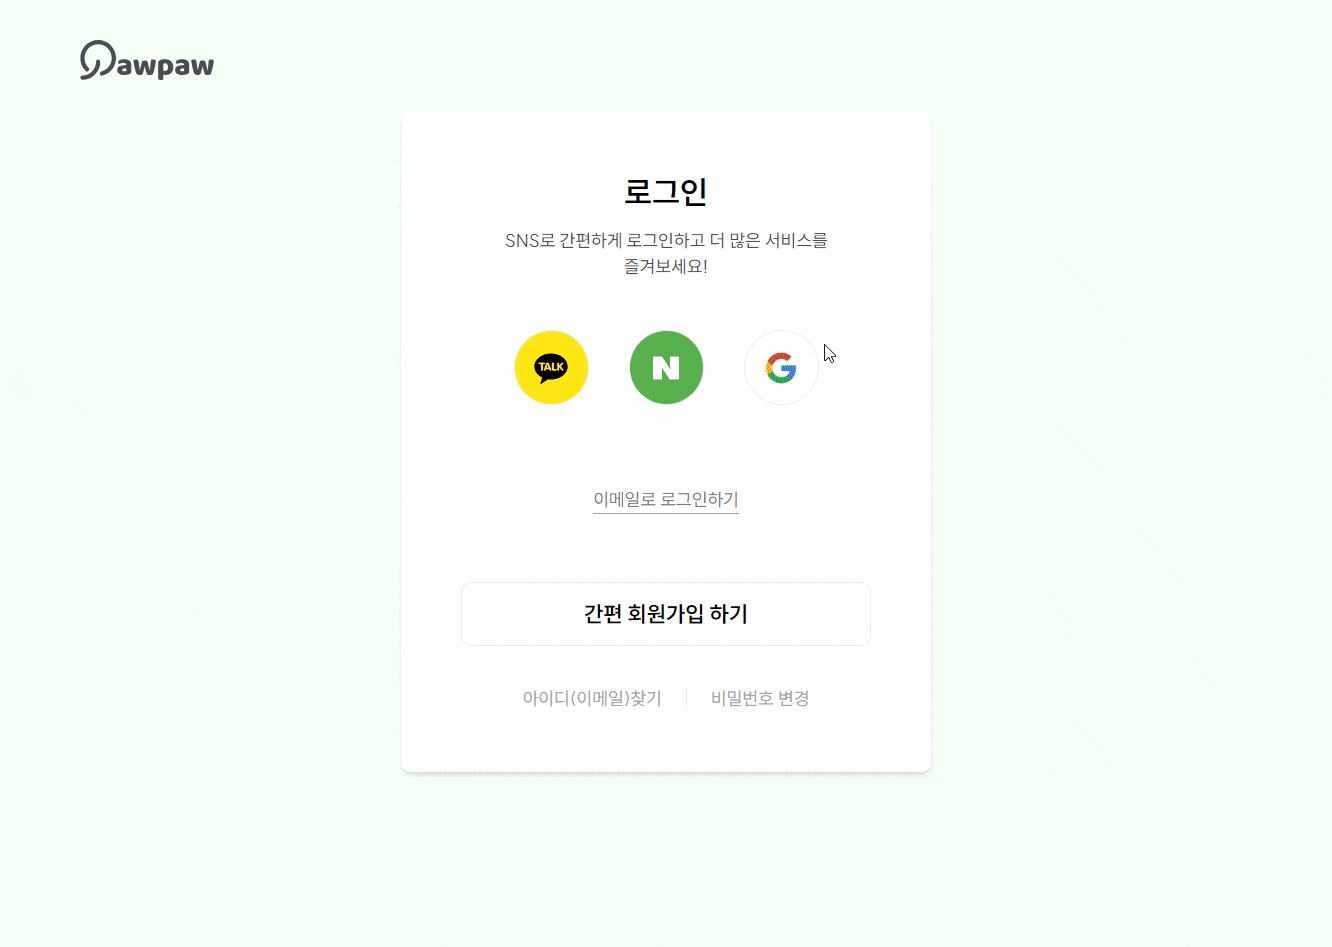 Pawpaw
로그인
SNS로 간편하게 로그인하고 더 많은 서비스를
즐겨보세요!
TALK
N
G
이메일로 로그인하기
간편 회원가입 하기
아이디(이메일)찾기
비밀번호 변경